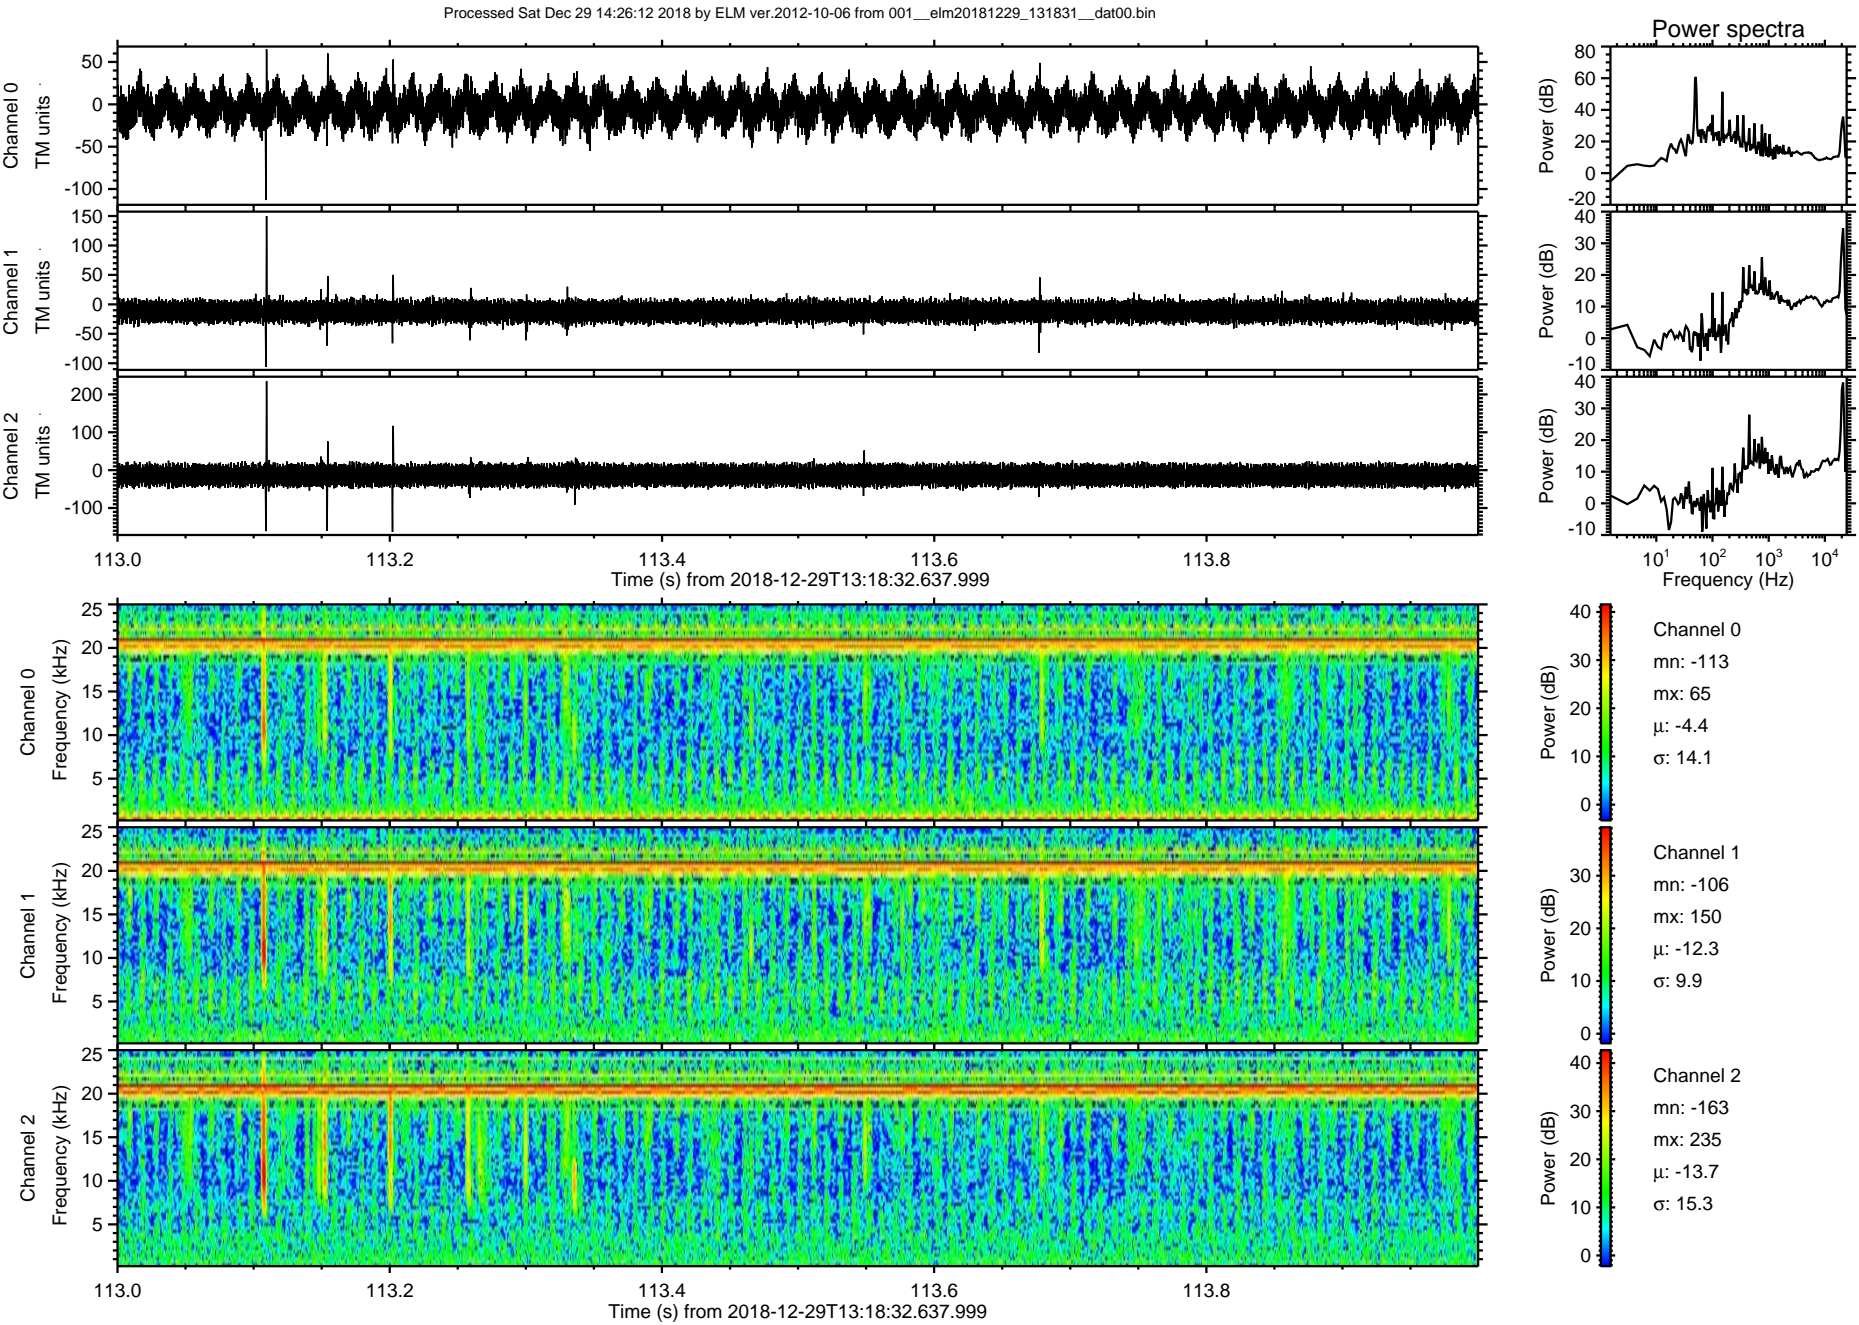 Processed Sat Dec 29 14:26:12 2018 by ELM ver.2012-10-06 from 001__elm20181229_131831__dat00.bin
Power spectra
Channel 0
TM units
50
0
-50
-100
Power (dB)
80
60
40
20
0
-20
Channel 1
TM units
150
100
50
0
-50
-100
Power (dB)
40
30
20
10
0
-10
Channel 2
TM units
200
100
0
-100
Power (dB)
40
30
20
10
0
-10
113.0 113.2 113.4 113.6 113.8
Time (s) from 2018-12-29T13:18:32.637.999
10¹ 10² 10³ 10⁴
Frequency (Hz)
Channel 0
Frequency (kHz)
25
20
15
10
5
Power (dB)
40
30
20
10
0
Channel 0
mn: -113
mx: 65
μ: -4.4
σ: 14.1
Channel 1
Frequency (kHz)
25
20
15
10
5
Power (dB)
30
20
10
0
Channel 1
mn: -106
mx: 150
μ: -12.3
σ: 9.9
Channel 2
Frequency (kHz)
25
20
15
10
5
Power (dB)
40
30
20
10
0
Channel 2
mn: -163
mx: 235
μ: -13.7
σ: 15.3
113.0 113.2 113.4 113.6 113.8
Time (s) from 2018-12-29T13:18:32.637.999